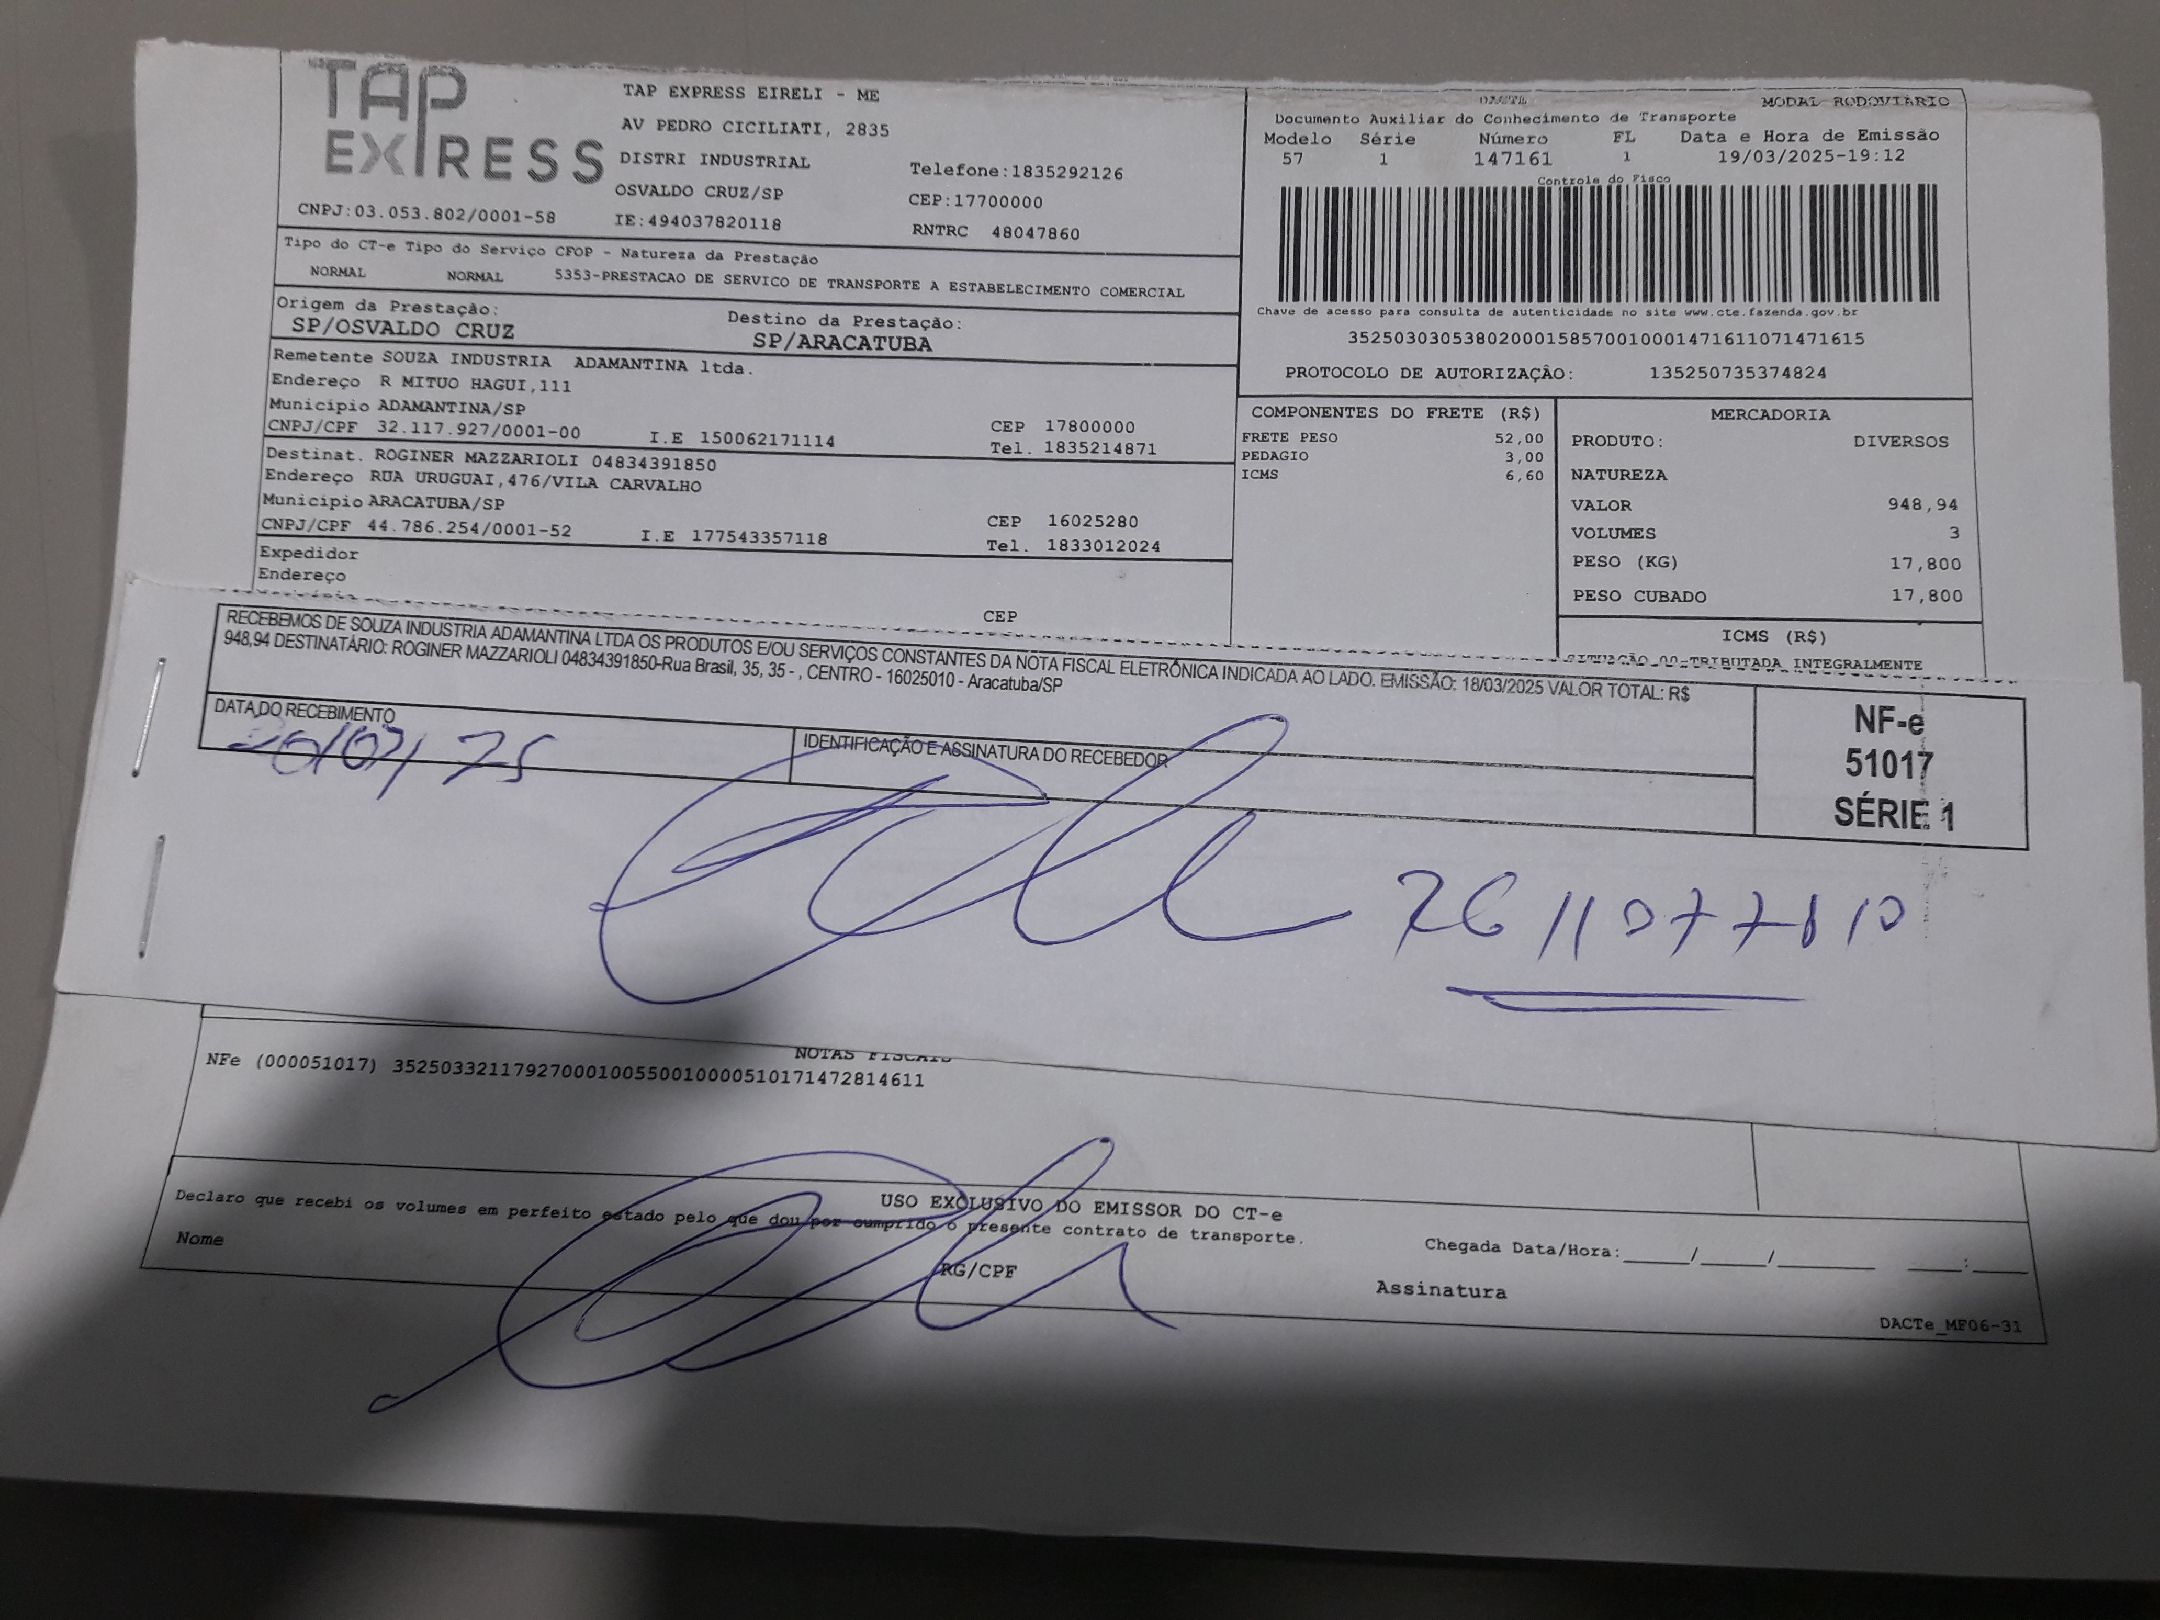 TAP EXPRESS
TAP EXPRESS EIRELI - ME
AV PEDRO CICILIATI, 2835
DISTRI INDUSTRIAL
Telefone:1835292126
OSVALDO CRUZ/SP
CEP:17700000
CNPJ:03.053.802/0001-58
IE:494037820118
RNTRC 48047860
MODAL RODOVIÁRIO
Documento Auxiliar do Conhecimento de Transporte
Modelo Série Número FL Data e Hora de Emissão
57 1 147161 1 19/03/2025-19:12
Controle do Fisco
Chave de acesso para consulta de autenticidade no site www.cte.fazenda.gov.br
35250303053802000158570010001471611071471615
PROTOCOLO DE AUTORIZAÇÃO: 135250735374824
Tipo do CT-e Tipo do Serviço CFOP - Natureza da Prestação
NORMAL NORMAL 5353-PRESTACAO DE SERVICO DE TRANSPORTE A ESTABELECIMENTO COMERCIAL
Origem da Prestação: Destino da Prestação:
SP/OSVALDO CRUZ SP/ARACATUBA
Remetente SOUZA INDUSTRIA ADAMANTINA ltda.
Endereço R MITUO HAGUI,111
Município ADAMANTINA/SP CEP 17800000
CNPJ/CPF 32.117.927/0001-00 I.E 150062171114 Tel. 1835214871
Destinat. ROGINER MAZZARIOLI 04834391850
Endereço RUA URUGUAI,476/VILA CARVALHO
Município ARACATUBA/SP CEP 16025280
CNPJ/CPF 44.786.254/0001-52 I.E 177543357118 Tel. 1833012024
Expedidor
Endereço
CEP
COMPONENTES DO FRETE (R$)
FRETE PESO 52,00
PEDAGIO 3,00
ICMS 6,60
MERCADORIA
PRODUTO: DIVERSOS
NATUREZA
VALOR 948,94
VOLUMES 3
PESO (KG) 17,800
PESO CUBADO 17,800
ICMS (R$)
SITUAÇÃO 00-TRIBUTADA INTEGRALMENTE
RECEBEMOS DE SOUZA INDUSTRIA ADAMANTINA LTDA OS PRODUTOS E/OU SERVIÇOS CONSTANTES DA NOTA FISCAL ELETRÔNICA INDICADA AO LADO. EMISSÃO: 18/03/2025 VALOR TOTAL: R$
948,94 DESTINATÁRIO: ROGINER MAZZARIOLI 04834391850-Rua Brasil, 35, 35 - , CENTRO - 16025010 - Aracatuba/SP
DATA DO RECEBIMENTO
IDENTIFICAÇÃO E ASSINATURA DO RECEBEDOR
NF-e
51017
SÉRIE 1
NOTAS FISCAIS
NFe (000051017) 35250332117927000100550010000510171472814611
USO EXCLUSIVO DO EMISSOR DO CT-e
Declaro que recebi os volumes em perfeito estado pelo que dou por cumprido o presente contrato de transporte.
Nome
RG/CPF
Chegada Data/Hora:____/____/______ ___:___
Assinatura
DACTe_MF06-31